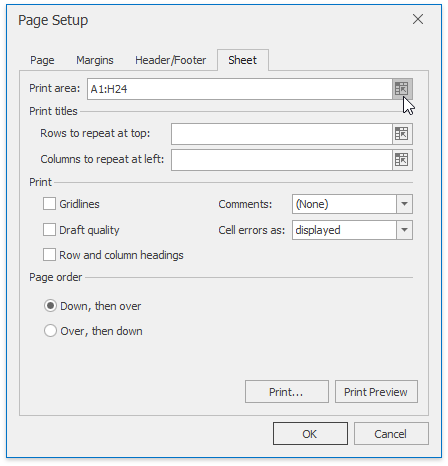 Page Setup
Page Margins Header/Footer Sheet
Print area: A1:H24
Print titles
Rows to repeat at top:
Columns to repeat at left:
Print
Gridlines Comments: (None)
Draft quality Cell errors as: displayed
Row and column headings
Page order
Down, then over
Over, then down
Print... Print Preview
OK Cancel